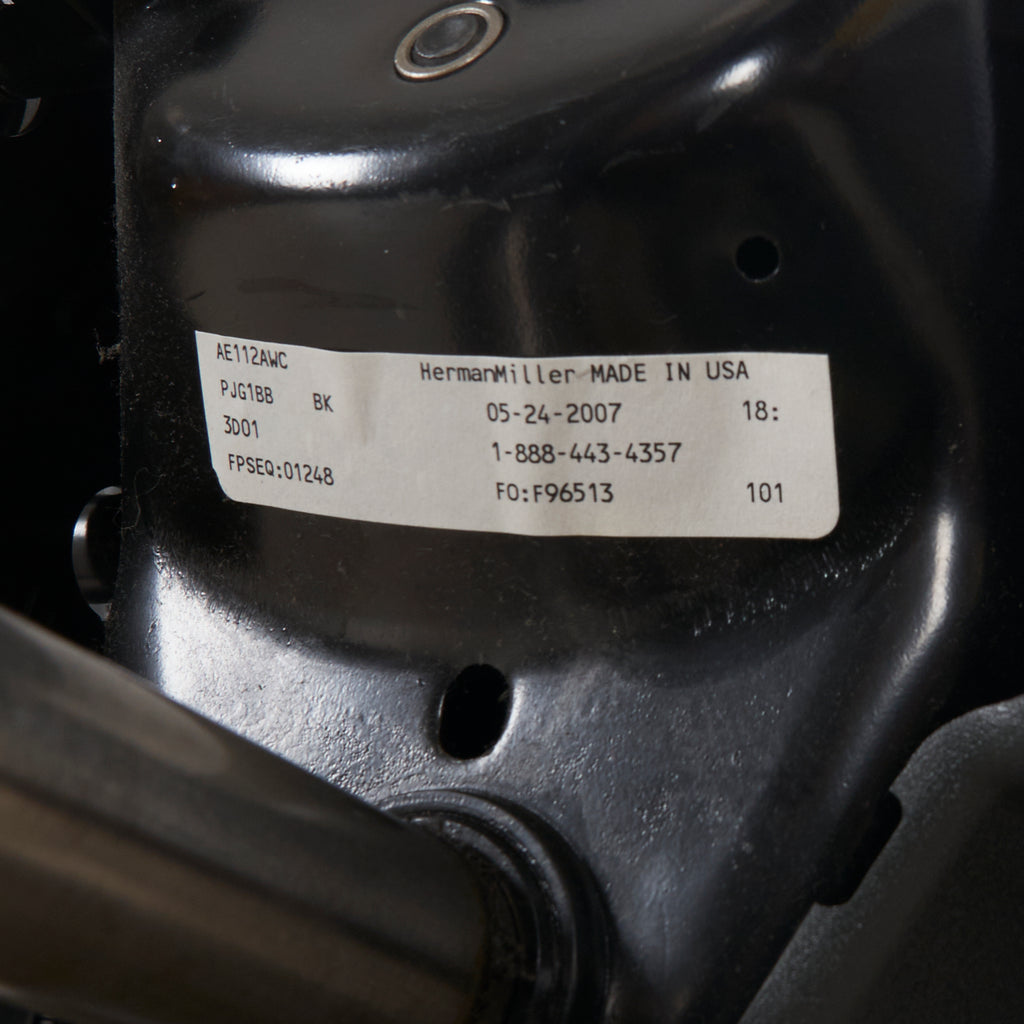 AE112AWC HermanMiller MADE IN USA
PJG1BB BK 05-24-2007 18:
3D01 1-888-443-4357
FPSEQ:01248 FO:F96513 101